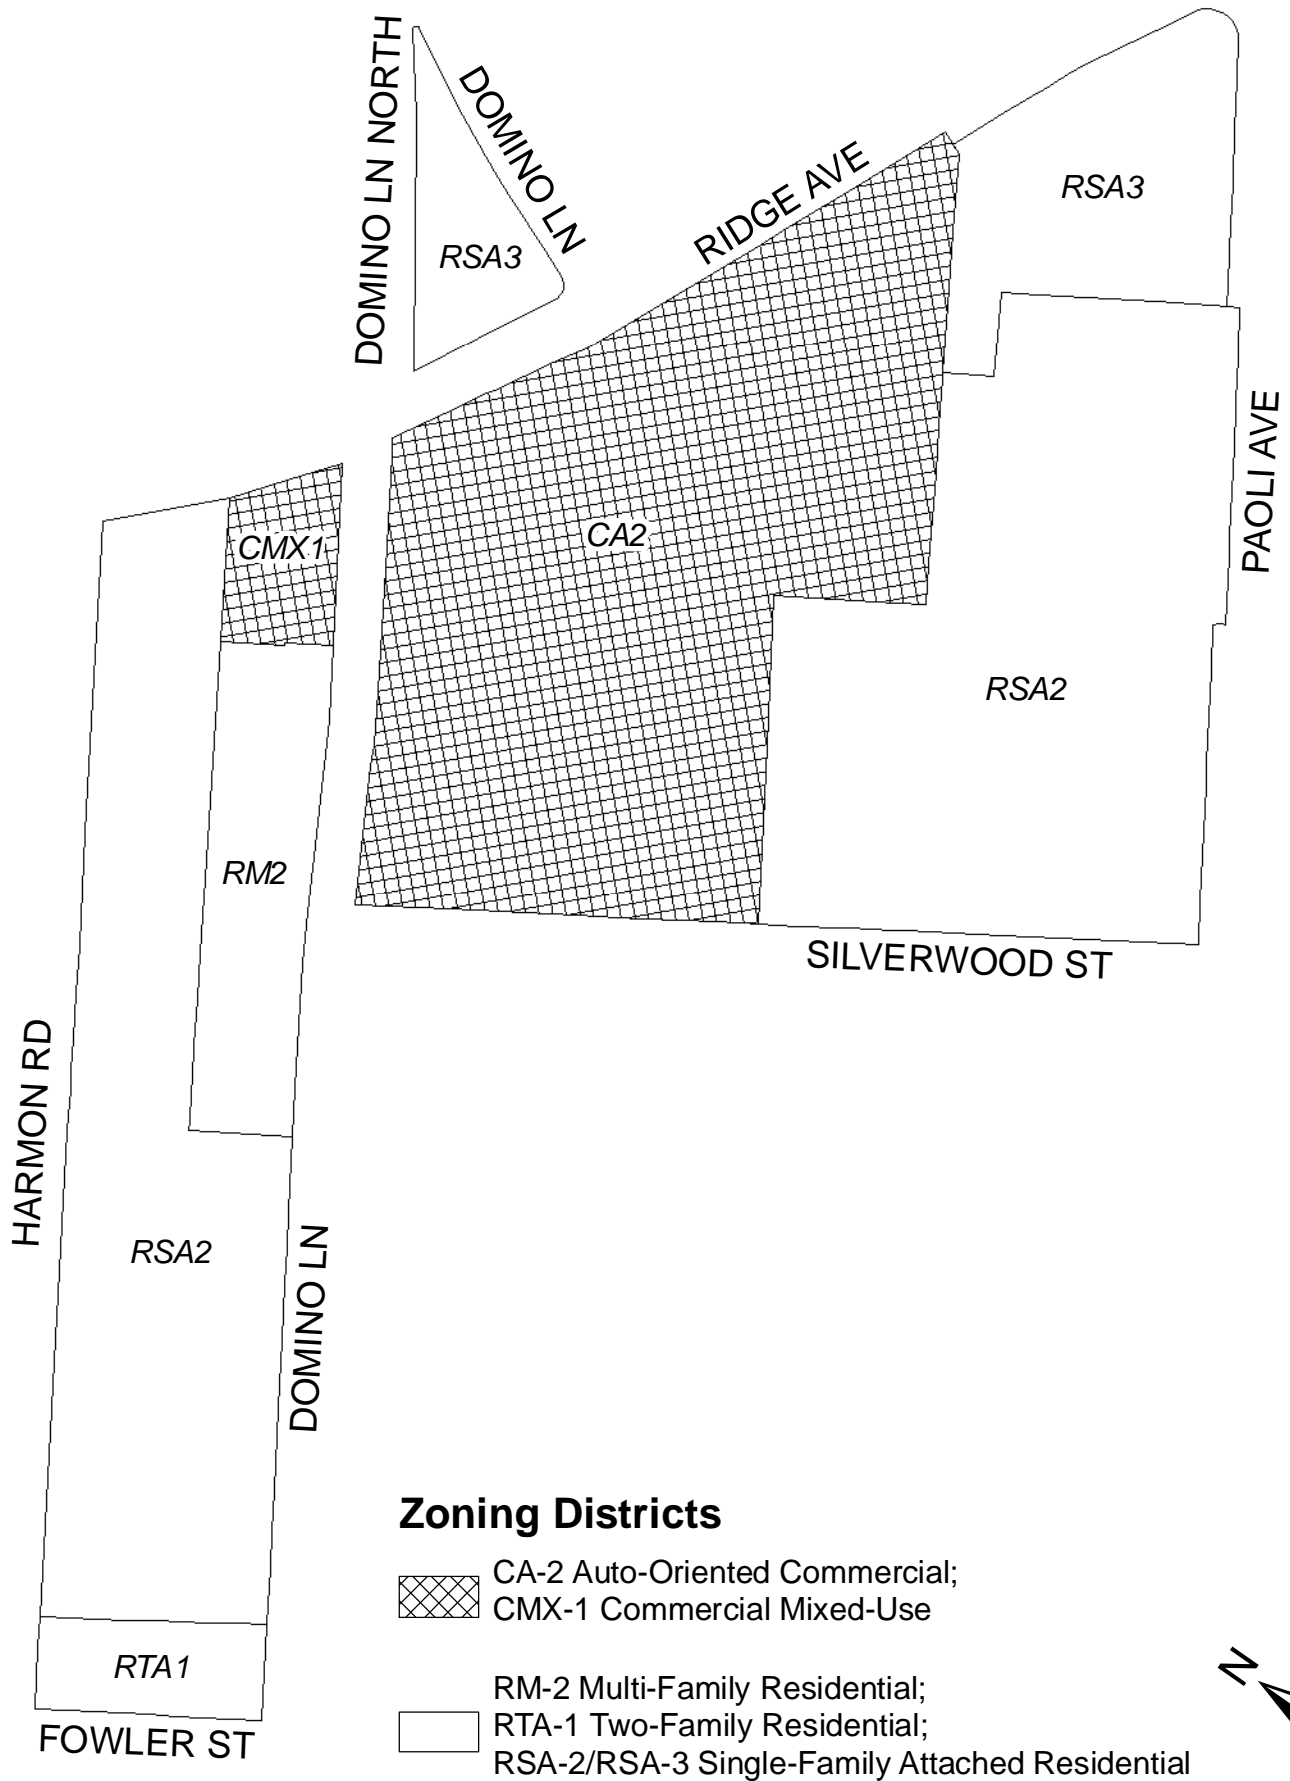 DOMINO LN NORTH
DOMINO LN
RSA3
RIDGE AVE
RSA3
CMX1
CA2
PAOLI AVE
RSA2
RM2
SILVERWOOD ST
HARMON RD
RSA2
DOMINO LN
RTA1
FOWLER ST
Zoning Districts
CA-2 Auto-Oriented Commercial;
CMX-1 Commercial Mixed-Use
RM-2 Multi-Family Residential;
RTA-1 Two-Family Residential;
RSA-2/RSA-3 Single-Family Attached Residential
N